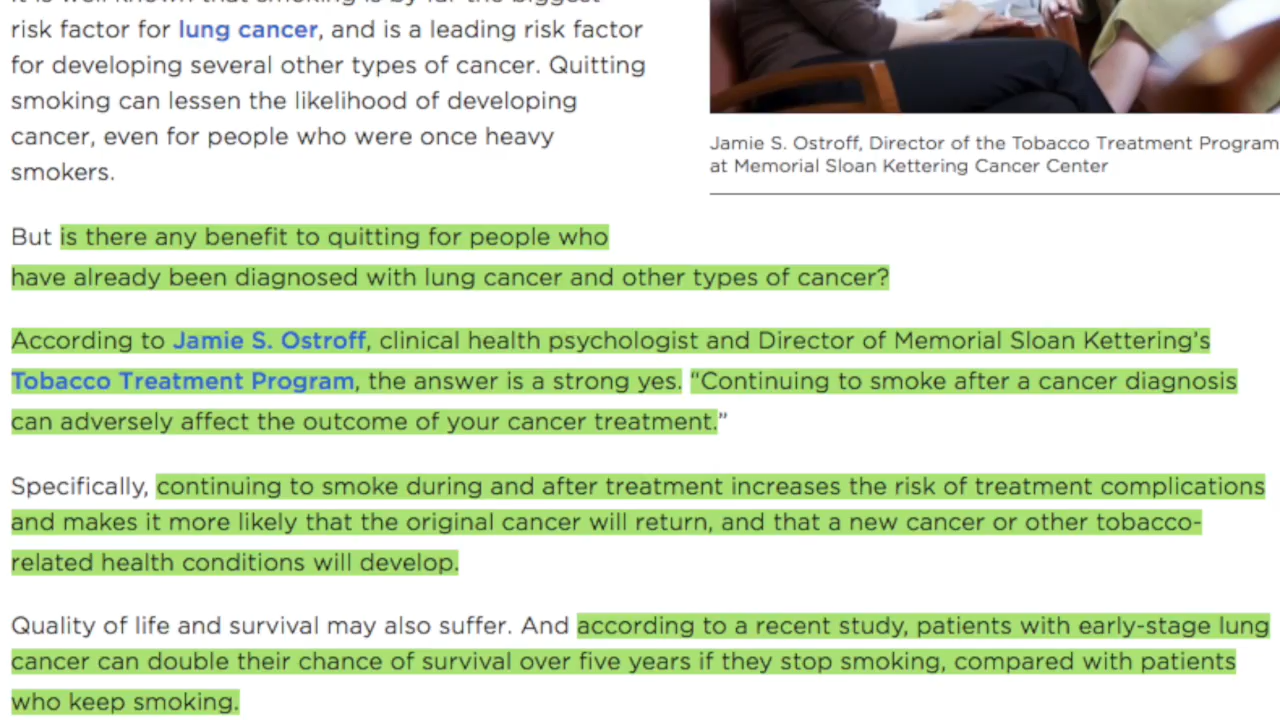 risk factor for lung cancer, and is a leading risk factor
for developing several other types of cancer. Quitting
smoking can lessen the likelihood of developing
cancer, even for people who were once heavy
smokers.
Jamie S. Ostroff, Director of the Tobacco Treatment Program
at Memorial Sloan Kettering Cancer Center
But is there any benefit to quitting for people who
have already been diagnosed with lung cancer and other types of cancer?
According to Jamie S. Ostroff, clinical health psychologist and Director of Memorial Sloan Kettering’s
Tobacco Treatment Program, the answer is a strong yes. “Continuing to smoke after a cancer diagnosis
can adversely affect the outcome of your cancer treatment.”
Specifically, continuing to smoke during and after treatment increases the risk of treatment complications
and makes it more likely that the original cancer will return, and that a new cancer or other tobacco-
related health conditions will develop.
Quality of life and survival may also suffer. And according to a recent study, patients with early-stage lung
cancer can double their chance of survival over five years if they stop smoking, compared with patients
who keep smoking.